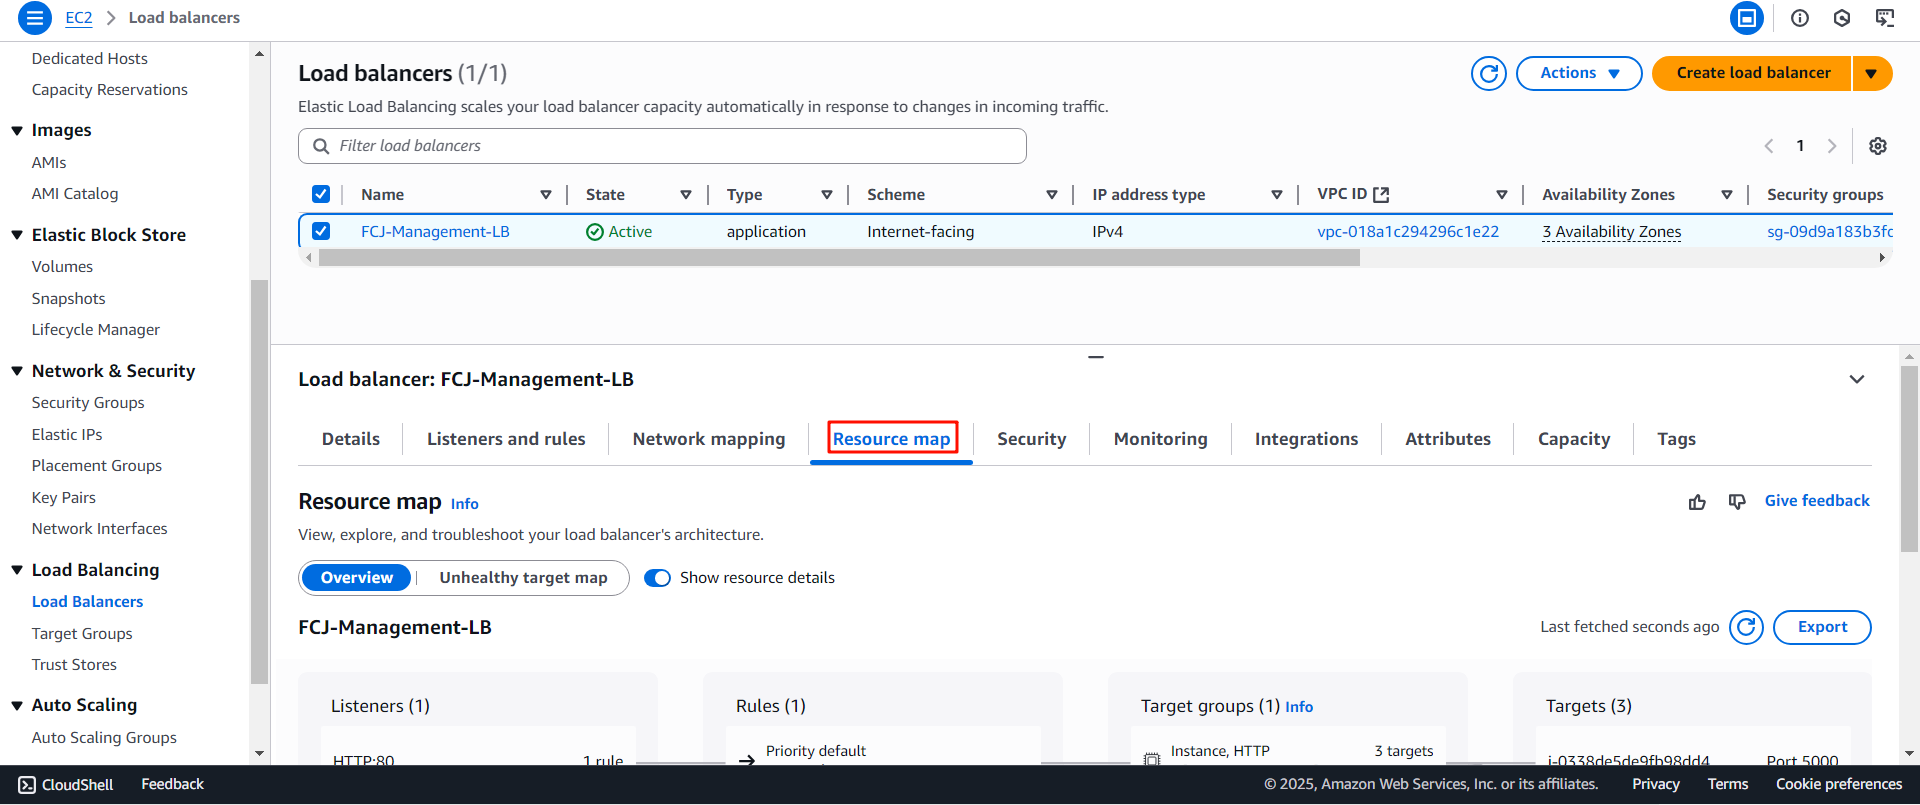 EC2 > Load balancers
Dedicated Hosts
Capacity Reservations
Images
AMIs
AMI Catalog
Elastic Block Store
Volumes
Snapshots
Lifecycle Manager
Network & Security
Security Groups
Elastic IPs
Placement Groups
Key Pairs
Network Interfaces
Load Balancing
Load Balancers
Target Groups
Trust Stores
Auto Scaling
Auto Scaling Groups
Load balancers (1/1)
Actions
Create load balancer
Elastic Load Balancing scales your load balancer capacity automatically in response to changes in incoming traffic.
Filter load balancers
1
Name State Type Scheme IP address type VPC ID Availability Zones Security groups
FCJ-Management-LB Active application Internet-facing IPv4 vpc-018a1c294296c1e22 3 Availability Zones sg-09d9a183b3fc
Load balancer: FCJ-Management-LB
Details Listeners and rules Network mapping Resource map Security Monitoring Integrations Attributes Capacity Tags
Resource map Info
Give feedback
View, explore, and troubleshoot your load balancer's architecture.
Overview Unhealthy target map Show resource details
FCJ-Management-LB
Last fetched seconds ago Export
Listeners (1) Rules (1) Target groups (1) Info Targets (3)
HTTP:80 1 rule Priority default Instance, HTTP 3 targets i-0338de5de9fb98dd4 Port 5000
CloudShell Feedback
© 2025, Amazon Web Services, Inc. or its affiliates. Privacy Terms Cookie preferences